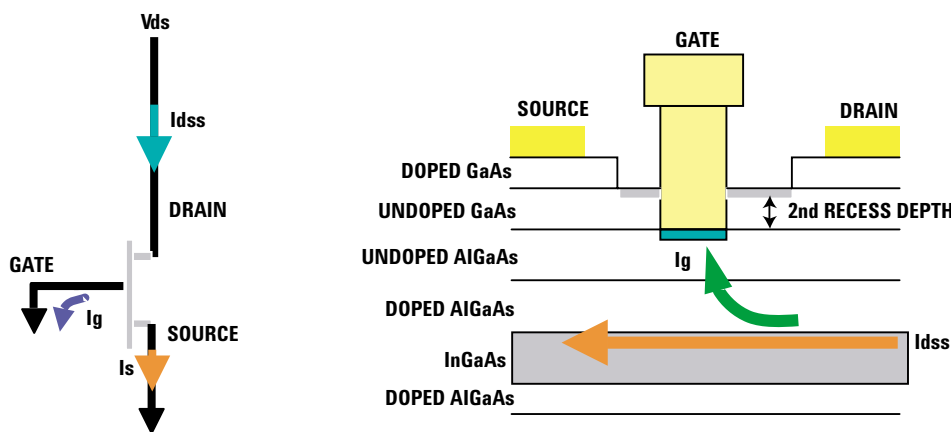 Vds
Idss
DRAIN
GATE
Ig
SOURCE
Is
GATE
SOURCE
DRAIN
DOPED GaAs
UNDOPED GaAs
2nd RECESS DEPTH
UNDOPED AlGaAs
Ig
DOPED AlGaAs
Idss
InGaAs
DOPED AlGaAs